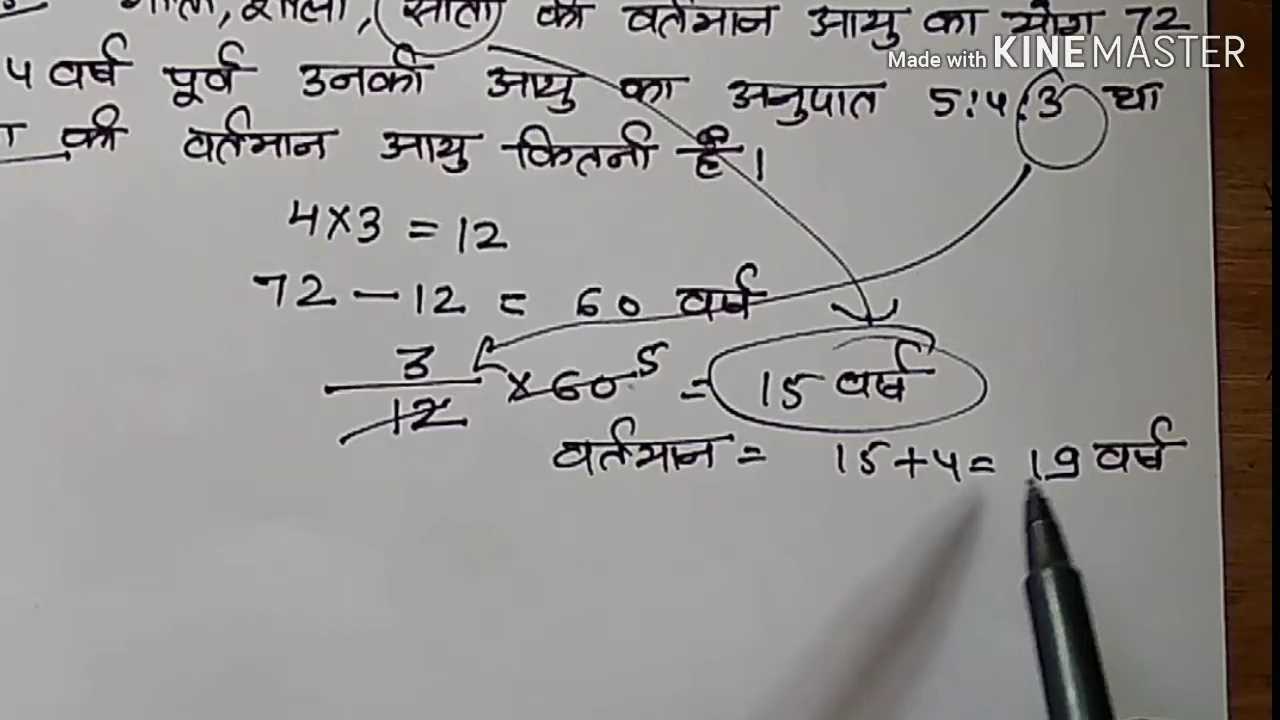 गीता, शीला, सीता की वर्तमान आयु का योग 72
Made with KINEMASTER
4 वर्ष पूर्व उनकी आयु का अनुपात 5:4:3 था
की वर्तमान आयु कितनी है।
4×3 = 12
72 – 12 = 60 वर्ष
3/12 × 60 5 = 15 वर्ष
वर्तमान = 15+4 = 19 वर्ष